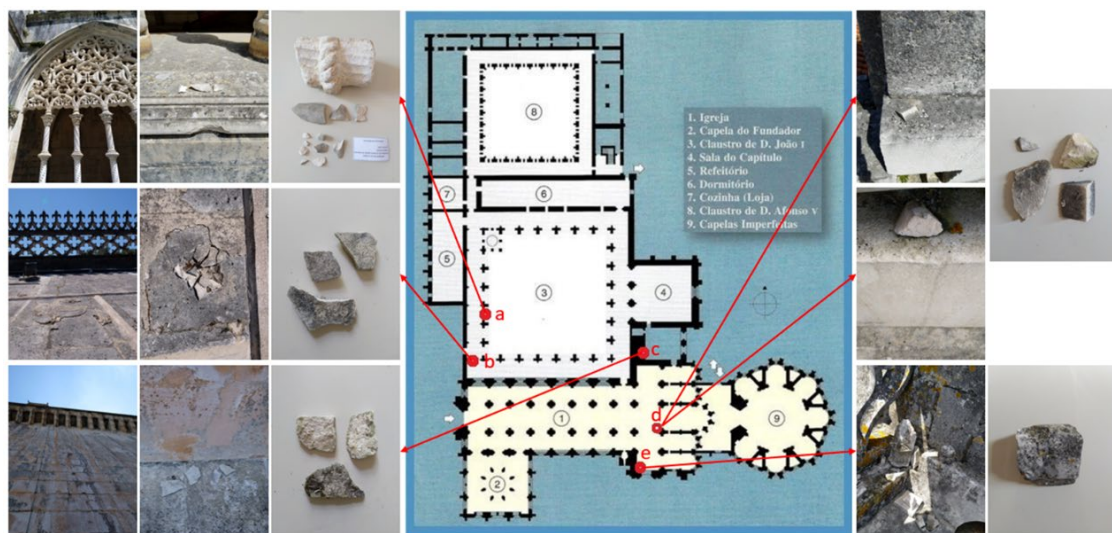 1. Igreja
2. Capela do Fundador
3. Claustro de D. João I
4. Sala do Capítulo
5. Refeitório
6. Dormitório
7. Cozinha (Loja)
8. Claustro de D. Afonso V
9. Capelas Imperfeitas
8
7
6
5
3
4
a
b
c
d
e
1
9
2